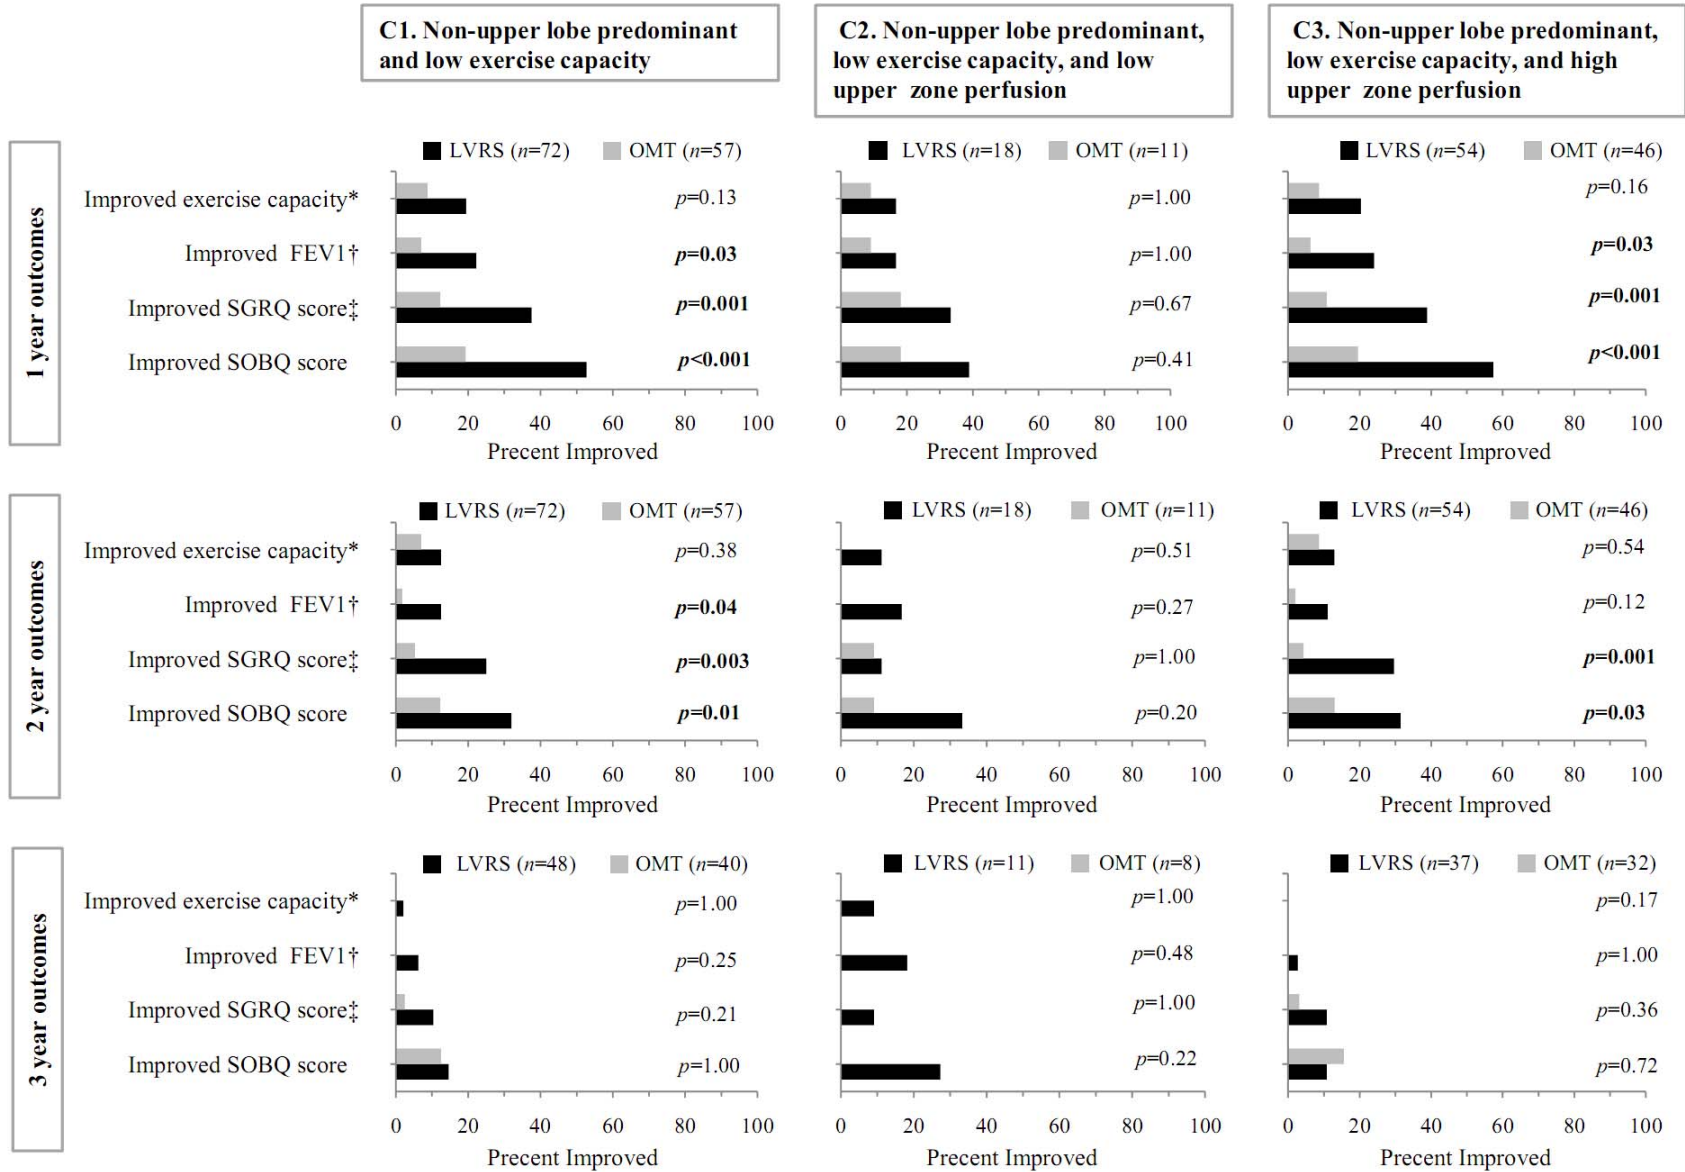 C1. Non-upper lobe predominant
and low exercise capacity
C2. Non-upper lobe predominant,
low exercise capacity, and low
upper zone perfusion
C3. Non-upper lobe predominant,
low exercise capacity, and high
upper zone perfusion
1 year outcomes
LVRS (n=72) OMT (n=57)
Improved exercise capacity* p=0.13
Improved FEV1† p=0.03
Improved SGRQ score‡ p=0.001
Improved SOBQ score p<0.001
0 20 40 60 80 100
Precent Improved
LVRS (n=18) OMT (n=11)
p=1.00
p=1.00
p=0.67
p=0.41
0 20 40 60 80 100
Precent Improved
LVRS (n=54) OMT (n=46)
p=0.16
p=0.03
p=0.001
p<0.001
0 20 40 60 80 100
Precent Improved
2 year outcomes
LVRS (n=72) OMT (n=57)
Improved exercise capacity* p=0.38
Improved FEV1† p=0.04
Improved SGRQ score‡ p=0.003
Improved SOBQ score p=0.01
0 20 40 60 80 100
Precent Improved
LVRS (n=18) OMT (n=11)
p=0.51
p=0.27
p=1.00
p=0.20
0 20 40 60 80 100
Precent Improved
LVRS (n=54) OMT (n=46)
p=0.54
p=0.12
p=0.001
p=0.03
0 20 40 60 80 100
Precent Improved
3 year outcomes
LVRS (n=48) OMT (n=40)
Improved exercise capacity* p=1.00
Improved FEV1† p=0.25
Improved SGRQ score‡ p=0.21
Improved SOBQ score p=1.00
0 20 40 60 80 100
Precent Improved
LVRS (n=11) OMT (n=8)
p=1.00
p=0.48
p=1.00
p=0.22
0 20 40 60 80 100
Precent Improved
LVRS (n=37) OMT (n=32)
p=0.17
p=1.00
p=0.36
p=0.72
0 20 40 60 80 100
Precent Improved